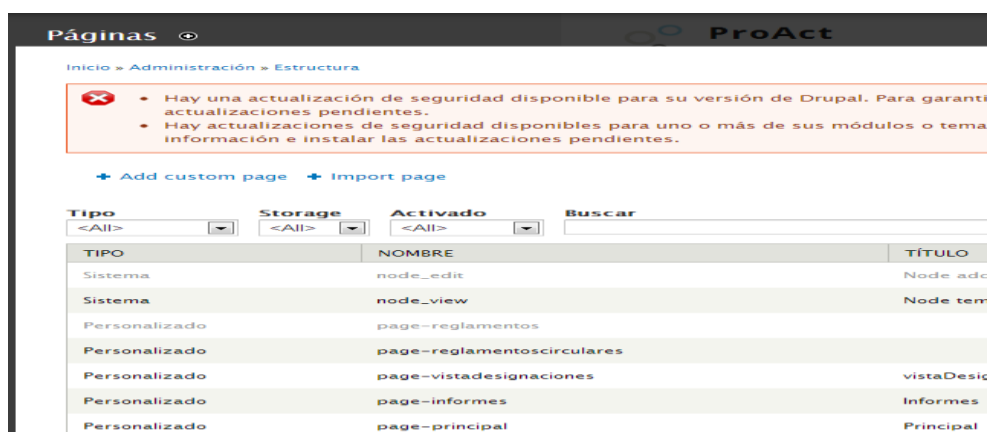 Páginas
ProAct
Inicio » Administración » Estructura
Hay una actualización de seguridad disponible para su versión de Drupal. Para garanti
actualizaciones pendientes.
Hay actualizaciones de seguridad disponibles para uno o más de sus módulos o tema
información e instalar las actualizaciones pendientes.
Add custom page Import page
Tipo Storage Activado Buscar
<All> <All> <All>
TIPO NOMBRE TÍTULO
Sistema node_edit Node add
Sistema node_view Node tem
Personalizado page-reglamentos
Personalizado page-reglamentoscirculares
Personalizado page-vistadesignaciones vistaDesig
Personalizado page-informes Informes
Personalizado page-principal Principal